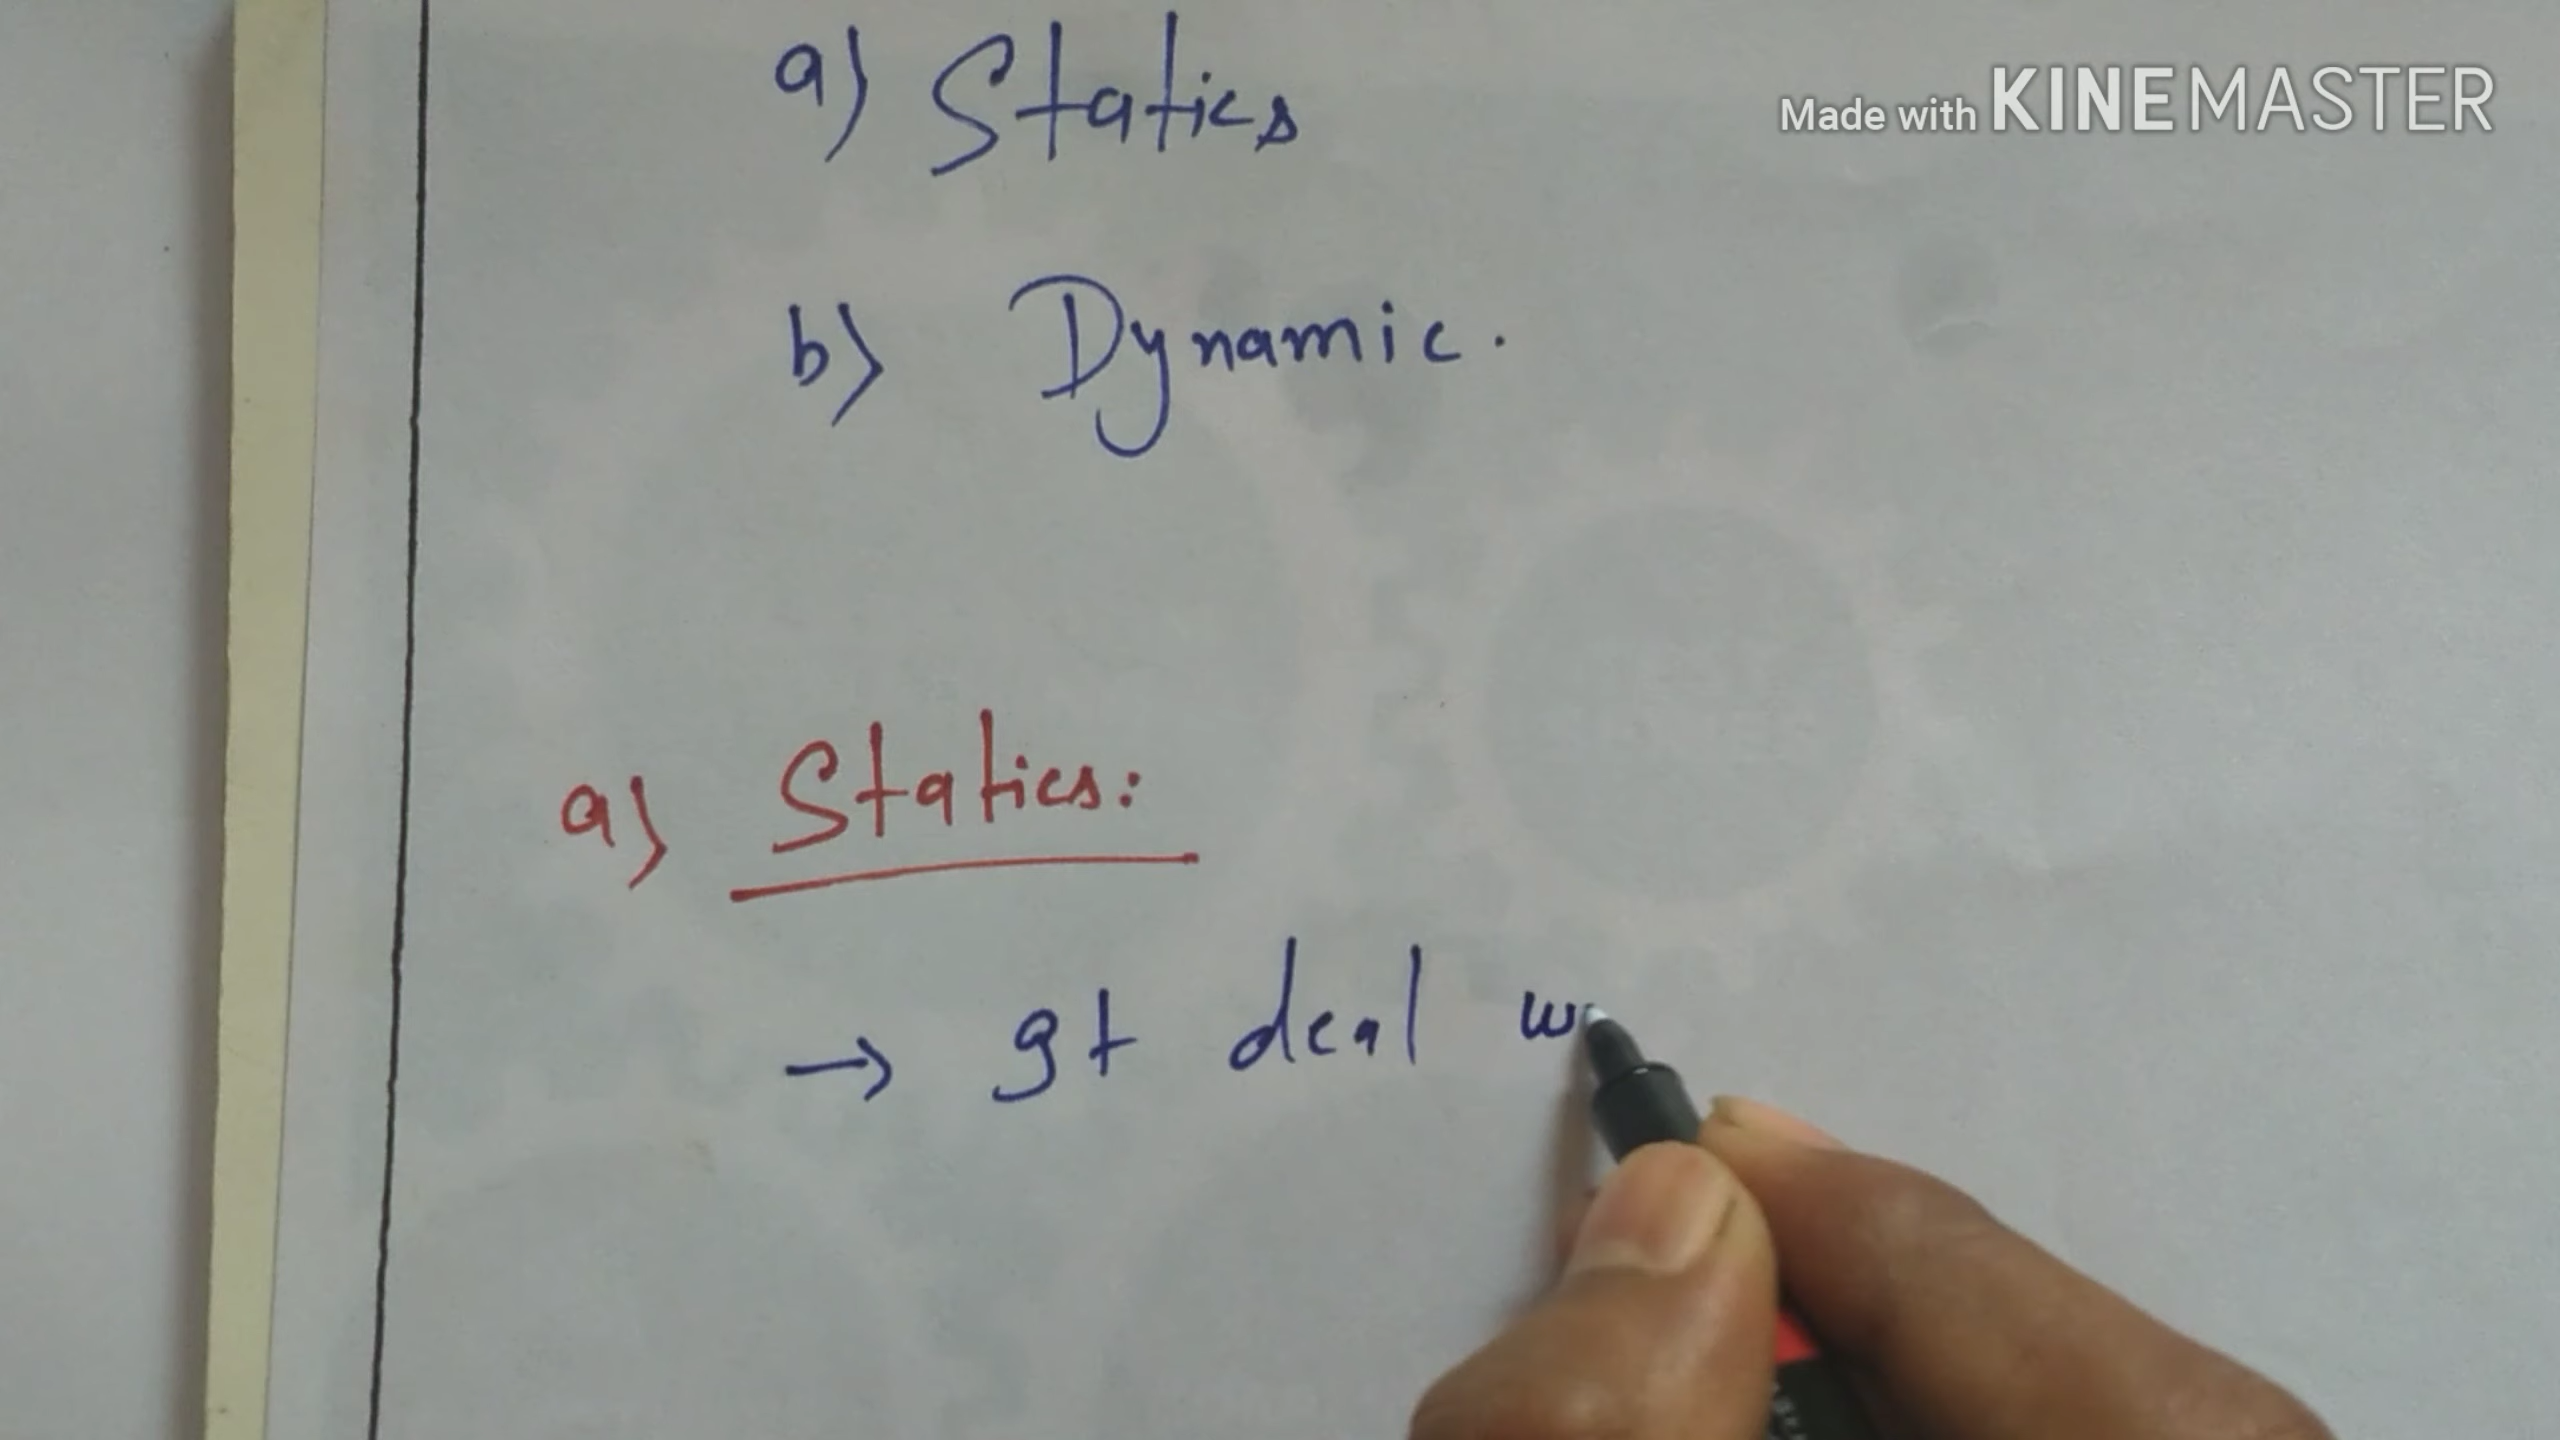 a) Statics
Made with KINEMASTER
b) Dynamic.
a) Statics:
→ It deal w